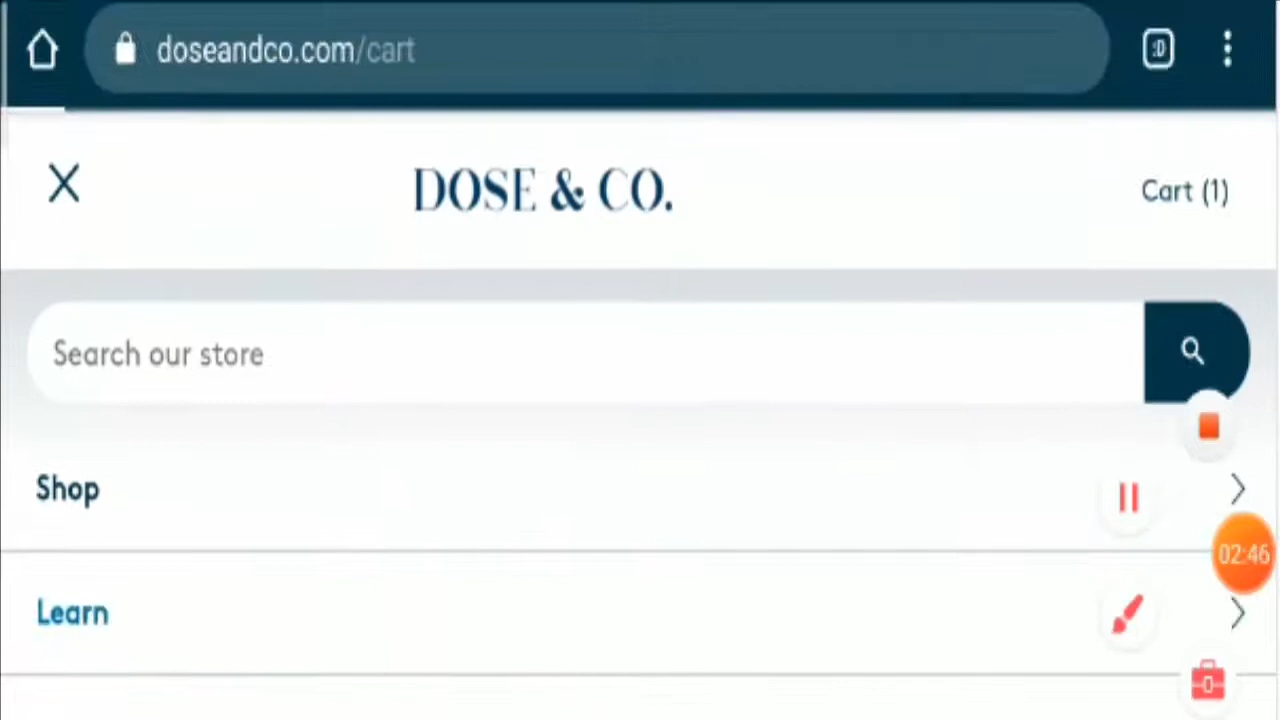 doseandco.com/cart
:D
DOSE & CO.
Cart (1)
Search our store
Shop
02:46
Learn